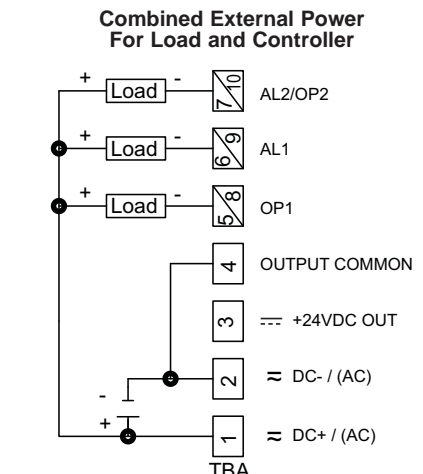 Combined External Power
For Load and Controller
+ Load - 7/10 AL2/OP2
+ Load - 6/9 AL1
+ Load - 5/8 OP1
4 OUTPUT COMMON
3 ⎓ +24VDC OUT
2 ≈ DC- / (AC)
-
+
1 ≈ DC+ / (AC)
TBA